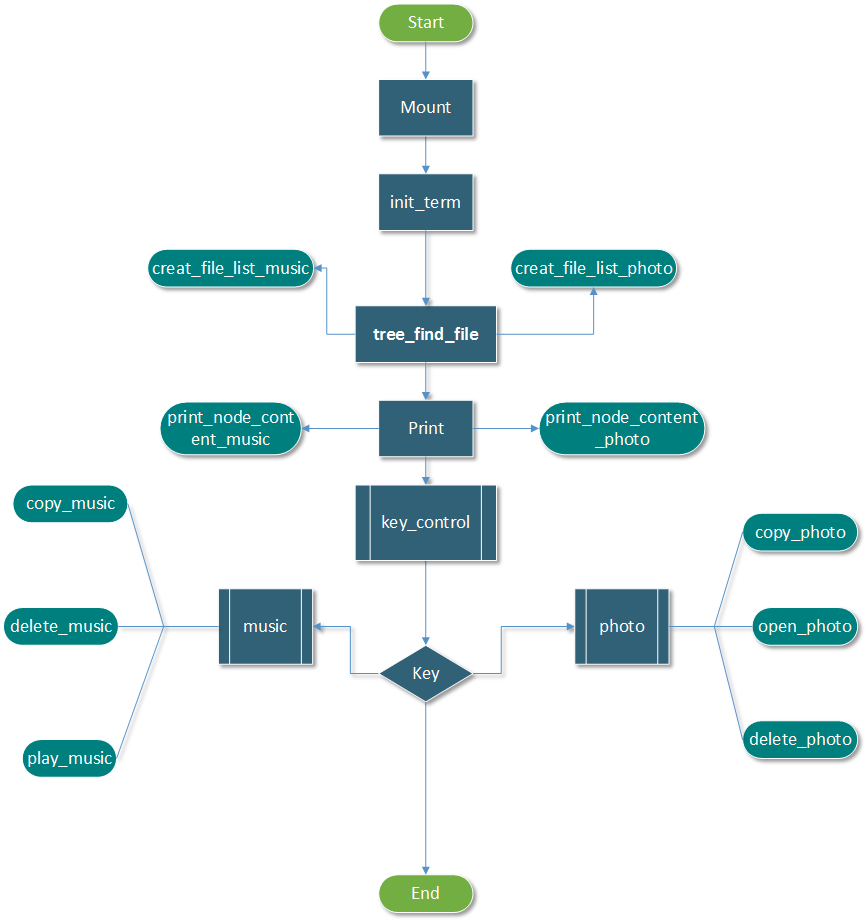 Start
Mount
init_term
creat_file_list_music
creat_file_list_photo
tree_find_file
print_node_cont
ent_music
Print
print_node_content
_photo
key_control
copy_music
copy_photo
delete_music
music
photo
open_photo
Key
play_music
delete_photo
End